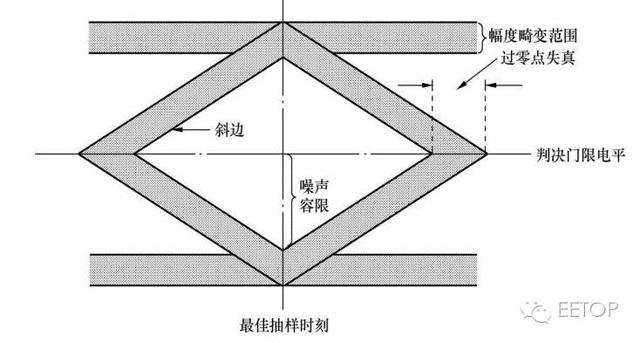 幅度畸变范围
过零点失真
斜边
判决门限电平
噪声
容限
最佳抽样时刻
EETOP